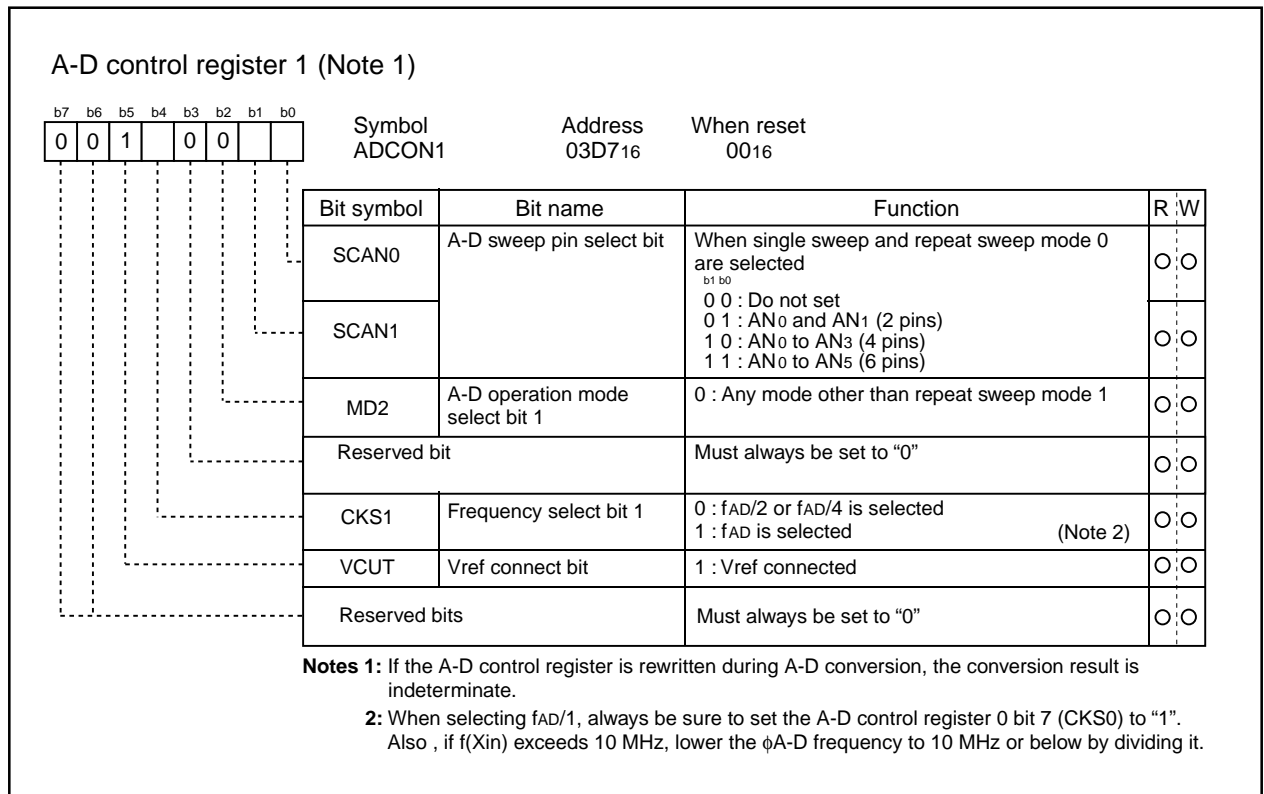 A-D control register 1 (Note 1)
b7 b6 b5 b4 b3 b2 b1 b0
0 0 1 0 0
Symbol Address When reset
ADCON1 03D716 0016
Bit symbol Bit name Function R W
SCAN0 A-D sweep pin select bit When single sweep and repeat sweep mode 0
are selected
b1 b0
0 0 : Do not set
0 1 : AN0 and AN1 (2 pins)
SCAN1
1 0 : AN0 to AN3 (4 pins)
1 1 : AN0 to AN5 (6 pins)
MD2 A-D operation mode
select bit 1
0 : Any mode other than repeat sweep mode 1
Reserved bit Must always be set to “0”
CKS1 Frequency select bit 1 0 : fAD/2 or fAD/4 is selected
1 : fAD is selected (Note 2)
VCUT Vref connect bit 1 : Vref connected
Reserved bits Must always be set to “0”
Notes 1: If the A-D control register is rewritten during A-D conversion, the conversion result is
indeterminate.
2: When selecting fAD/1, always be sure to set the A-D control register 0 bit 7 (CKS0) to “1”.
Also , if f(Xin) exceeds 10 MHz, lower the ϕA-D frequency to 10 MHz or below by dividing it.